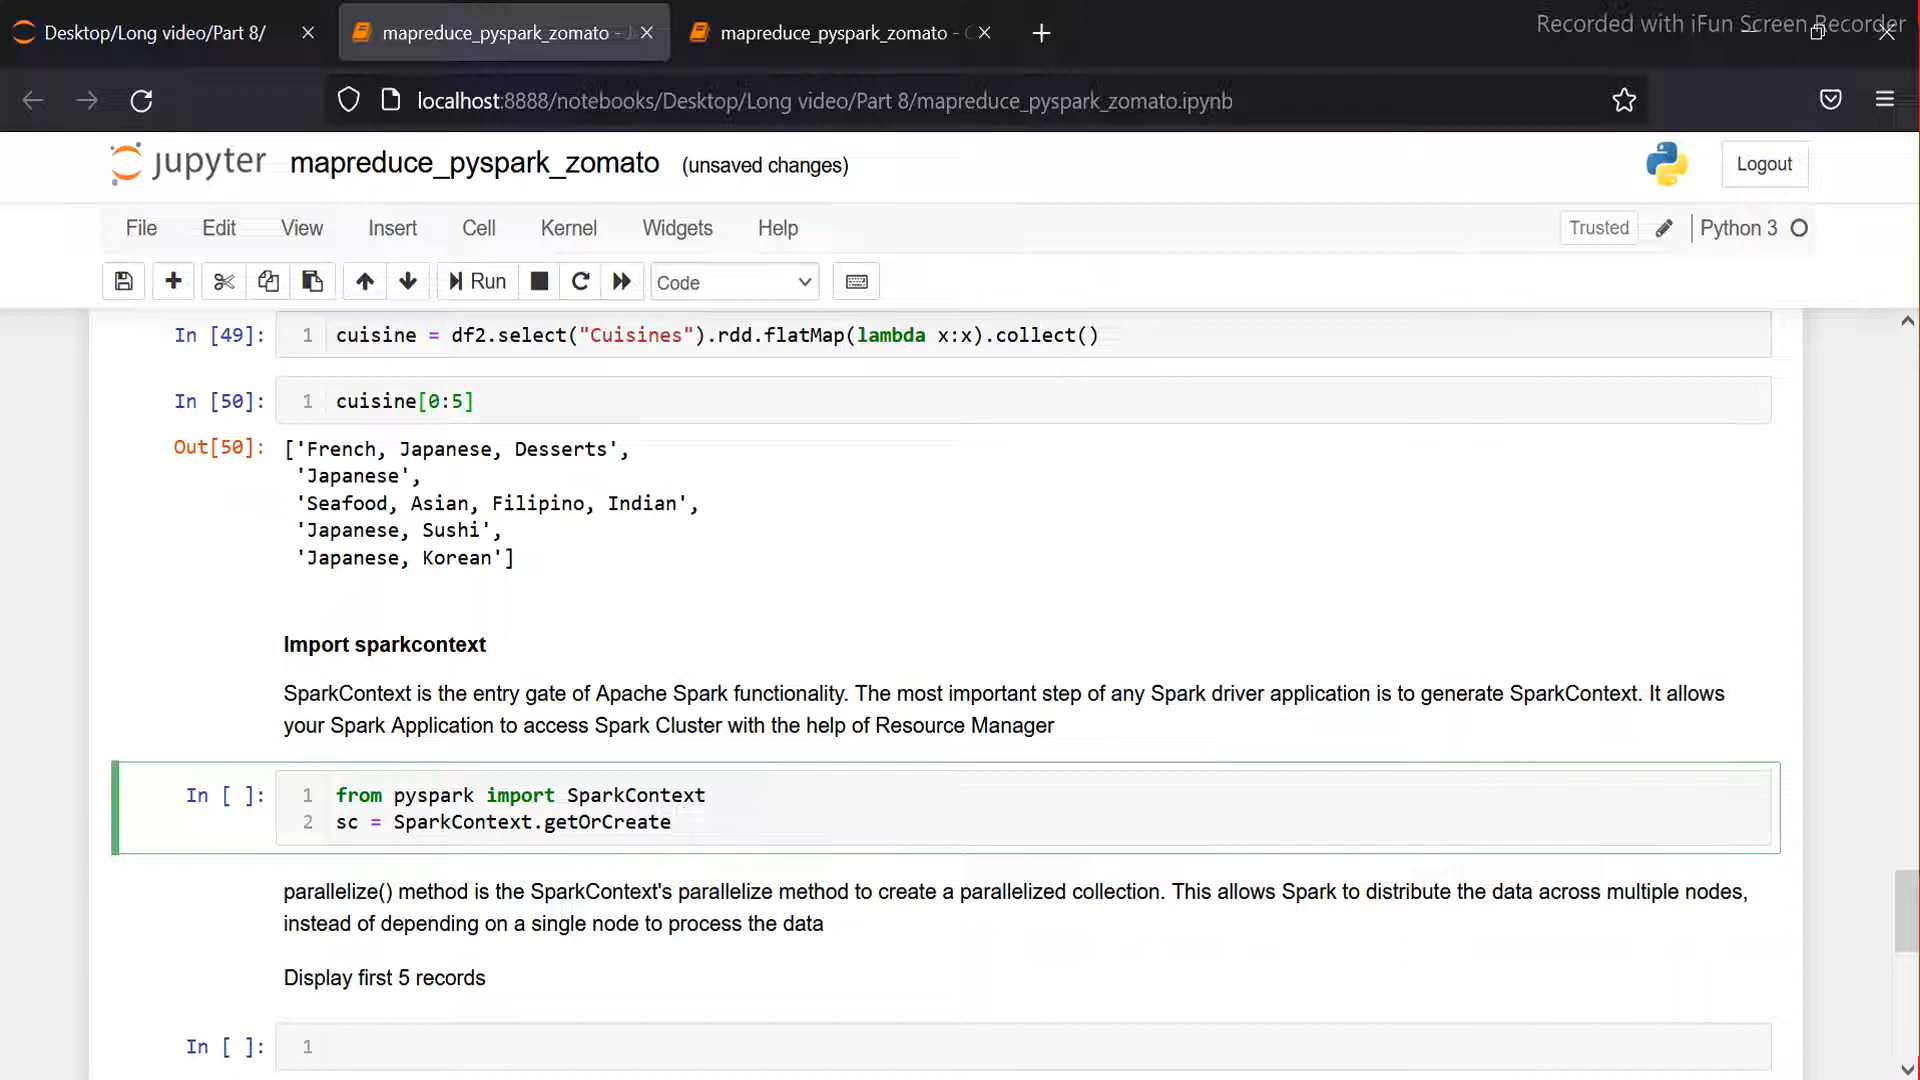 Recorded with iFun Screen Recorder
Desktop/Long video/Part 8/
mapreduce_pyspark_zomato -
mapreduce_pyspark_zomato -
localhost:8888/notebooks/Desktop/Long video/Part 8/mapreduce_pyspark_zomato.ipynb
jupyter mapreduce_pyspark_zomato (unsaved changes)
Logout
File Edit View Insert Cell Kernel Widgets Help
Trusted Python 3
Run Code
In [49]: 1 cuisine = df2.select("Cuisines").rdd.flatMap(lambda x:x).collect()
In [50]: 1 cuisine[0:5]
Out[50]: ['French, Japanese, Desserts',
'Japanese',
'Seafood, Asian, Filipino, Indian',
'Japanese, Sushi',
'Japanese, Korean']
Import sparkcontext
SparkContext is the entry gate of Apache Spark functionality. The most important step of any Spark driver application is to generate SparkContext. It allows
your Spark Application to access Spark Cluster with the help of Resource Manager
In [ ]: 1 from pyspark import SparkContext
2 sc = SparkContext.getOrCreate
parallelize() method is the SparkContext's parallelize method to create a parallelized collection. This allows Spark to distribute the data across multiple nodes,
instead of depending on a single node to process the data
Display first 5 records
In [ ]: 1